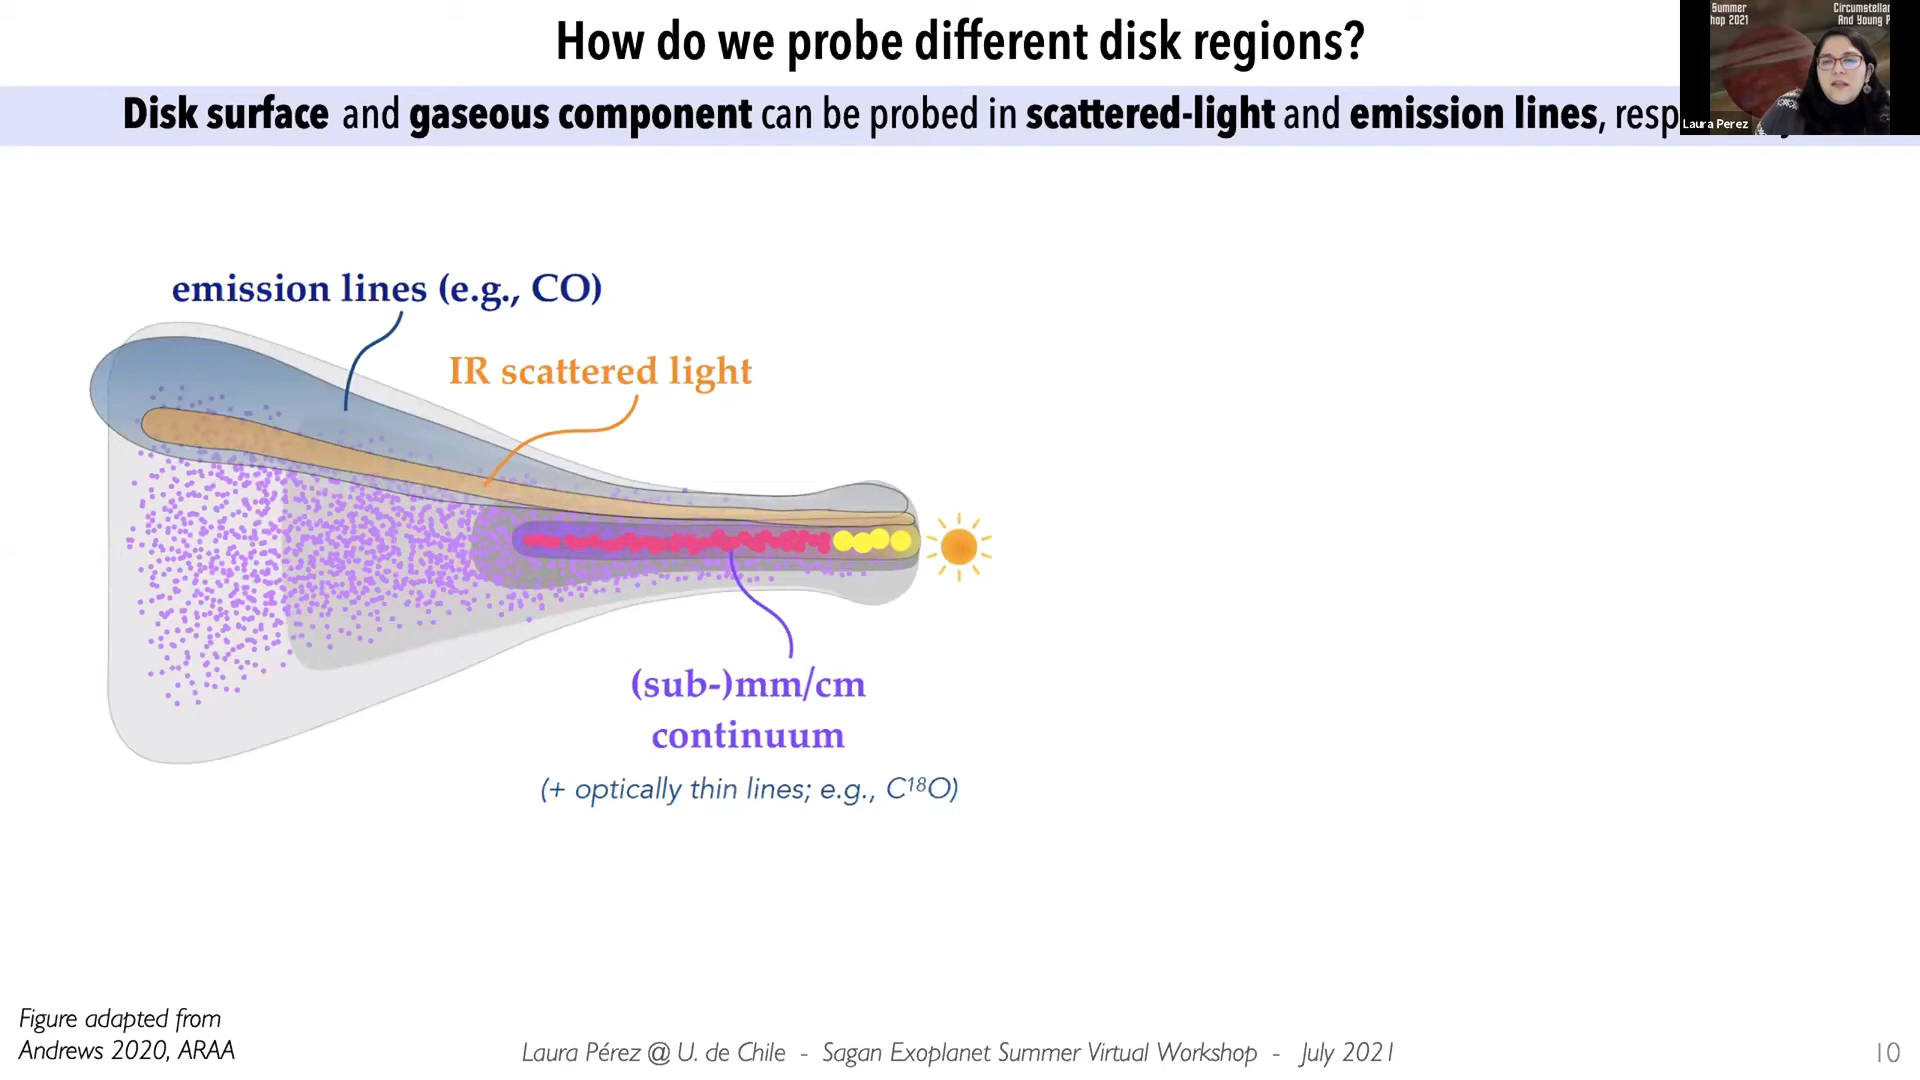 How do we probe different disk regions?
Summer
hop 2021
Circumstellar
And Young P
Laura Perez
Disk surface and gaseous component can be probed in scattered-light and emission lines, resp
emission lines (e.g., CO)
IR scattered light
(sub-)mm/cm
continuum
(+ optically thin lines; e.g., C¹⁸O)
Figure adapted from
Andrews 2020, ARAA
Laura Pérez @ U. de Chile - Sagan Exoplanet Summer Virtual Workshop - July 2021
10